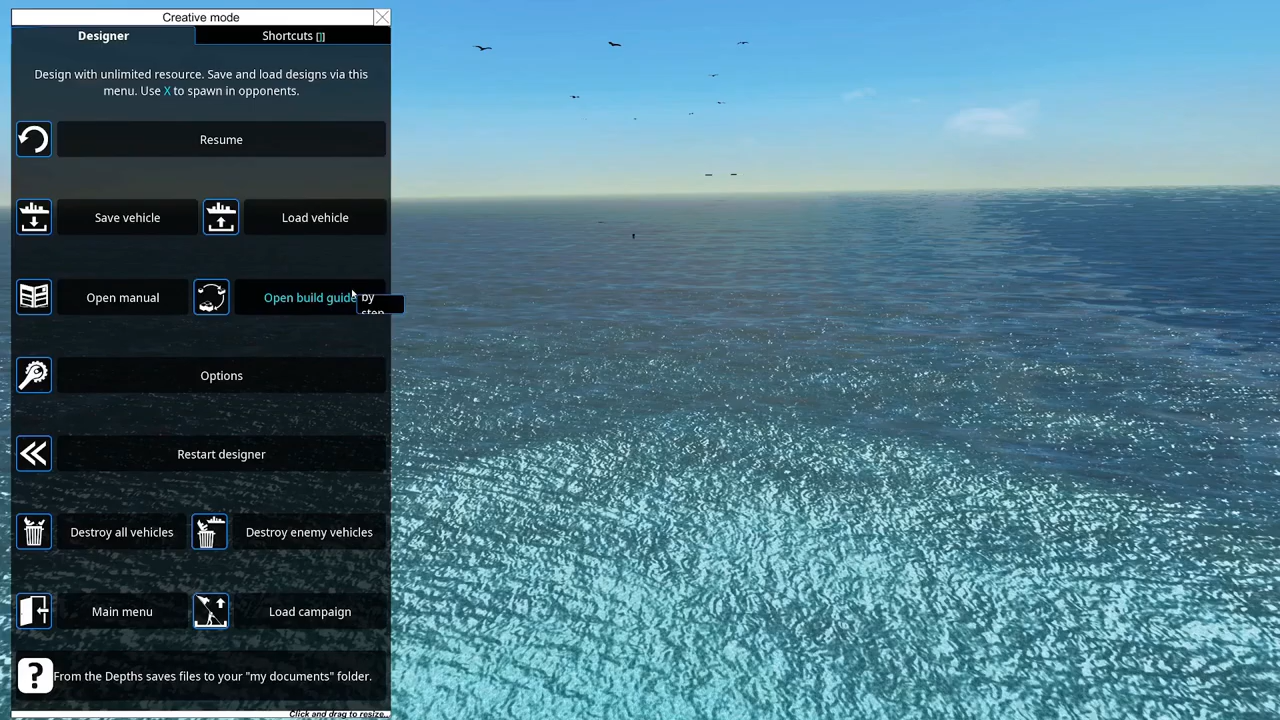 Creative mode
Designer
Shortcuts []
Design with unlimited resource. Save and load designs via this
menu. Use X to spawn in opponents.
Resume
Save vehicle
Load vehicle
Open manual
Open build guide
by
step
Options
Restart designer
Destroy all vehicles
Destroy enemy vehicles
Main menu
Load campaign
?
From the Depths saves files to your "my documents" folder.
Click and drag to resize...